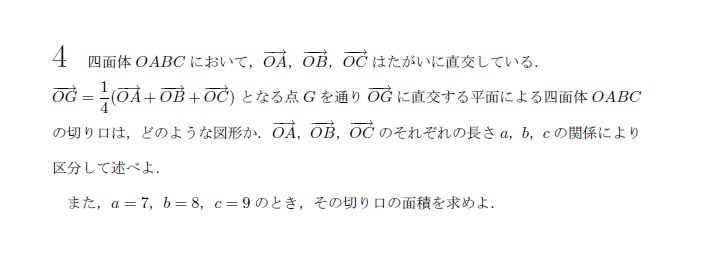 4 四面体 OABC において，$\overrightarrow{OA}$，$\overrightarrow{OB}$，$\overrightarrow{OC}$ はたがいに直交している．
$\overrightarrow{OG} = \frac{1}{4}(\overrightarrow{OA} + \overrightarrow{OB} + \overrightarrow{OC})$ となる点 G を通り $\overrightarrow{OG}$ に直交する平面による四面体 OABC
の切り口は，どのような図形か．$\overrightarrow{OA}$，$\overrightarrow{OB}$，$\overrightarrow{OC}$ のそれぞれの長さ a，b，c の関係により
区分して述べよ．
また，a = 7，b = 8，c = 9 のとき，その切り口の面積を求めよ．